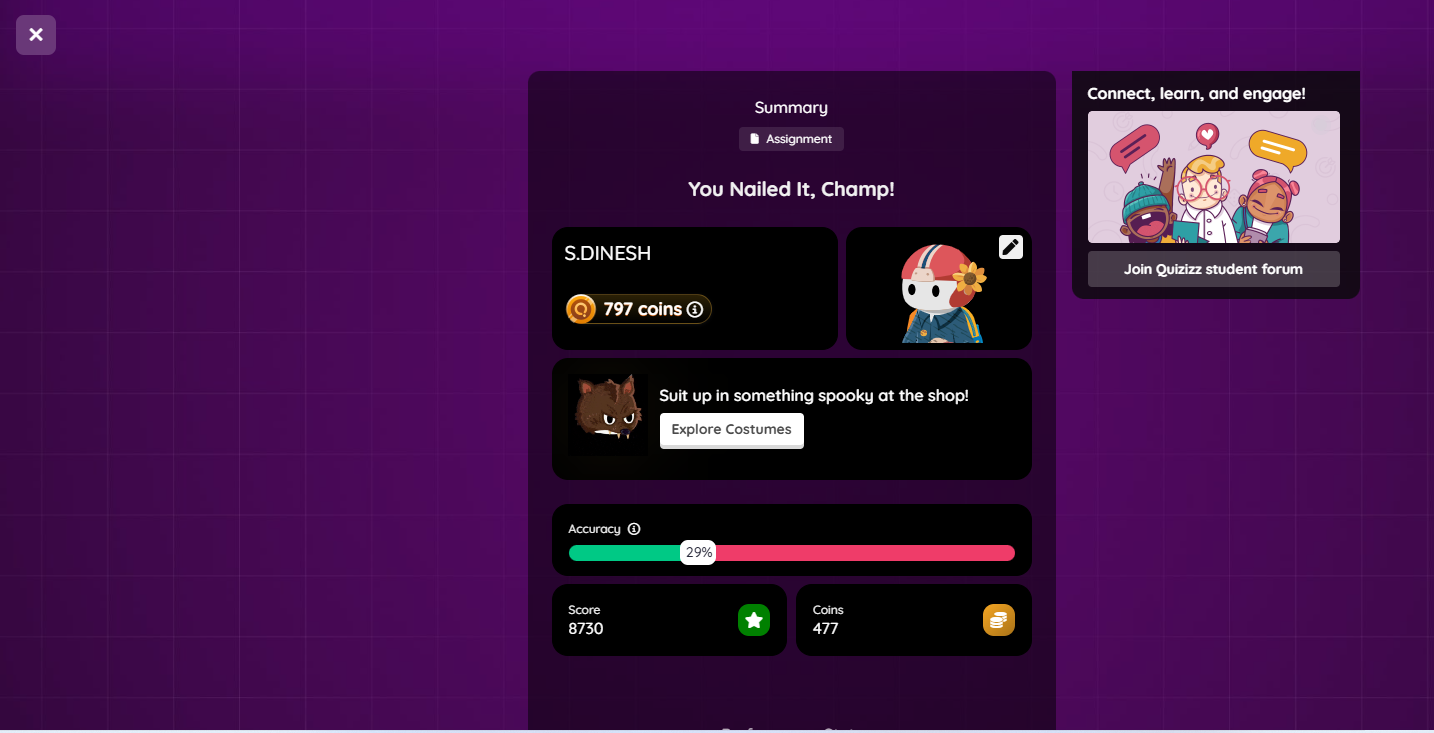 Summary
Assignment
You Nailed It, Champ!
S.DINESH
797 coins
Suit up in something spooky at the shop!
Explore Costumes
Accuracy
29%
Score
8730
Coins
477
Connect, learn, and engage!
Join Quizizz student forum